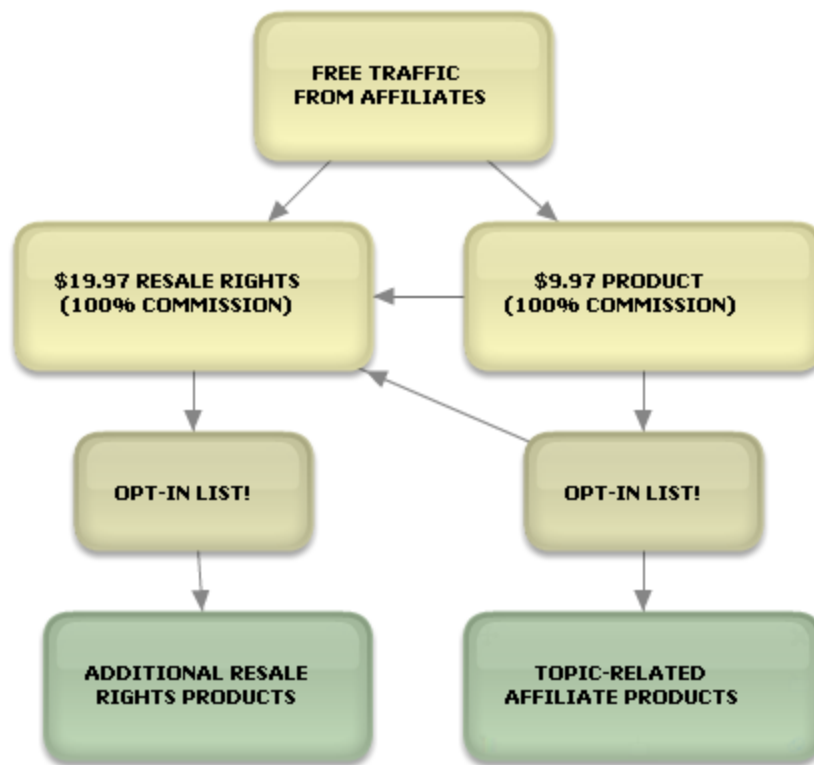 FREE TRAFFIC
FROM AFFILIATES
$19.97 RESALE RIGHTS
(100% COMMISSION)
$9.97 PRODUCT
(100% COMMISSION)
OPT-IN LIST!
OPT-IN LIST!
ADDITIONAL RESALE
RIGHTS PRODUCTS
TOPIC-RELATED
AFFILIATE PRODUCTS